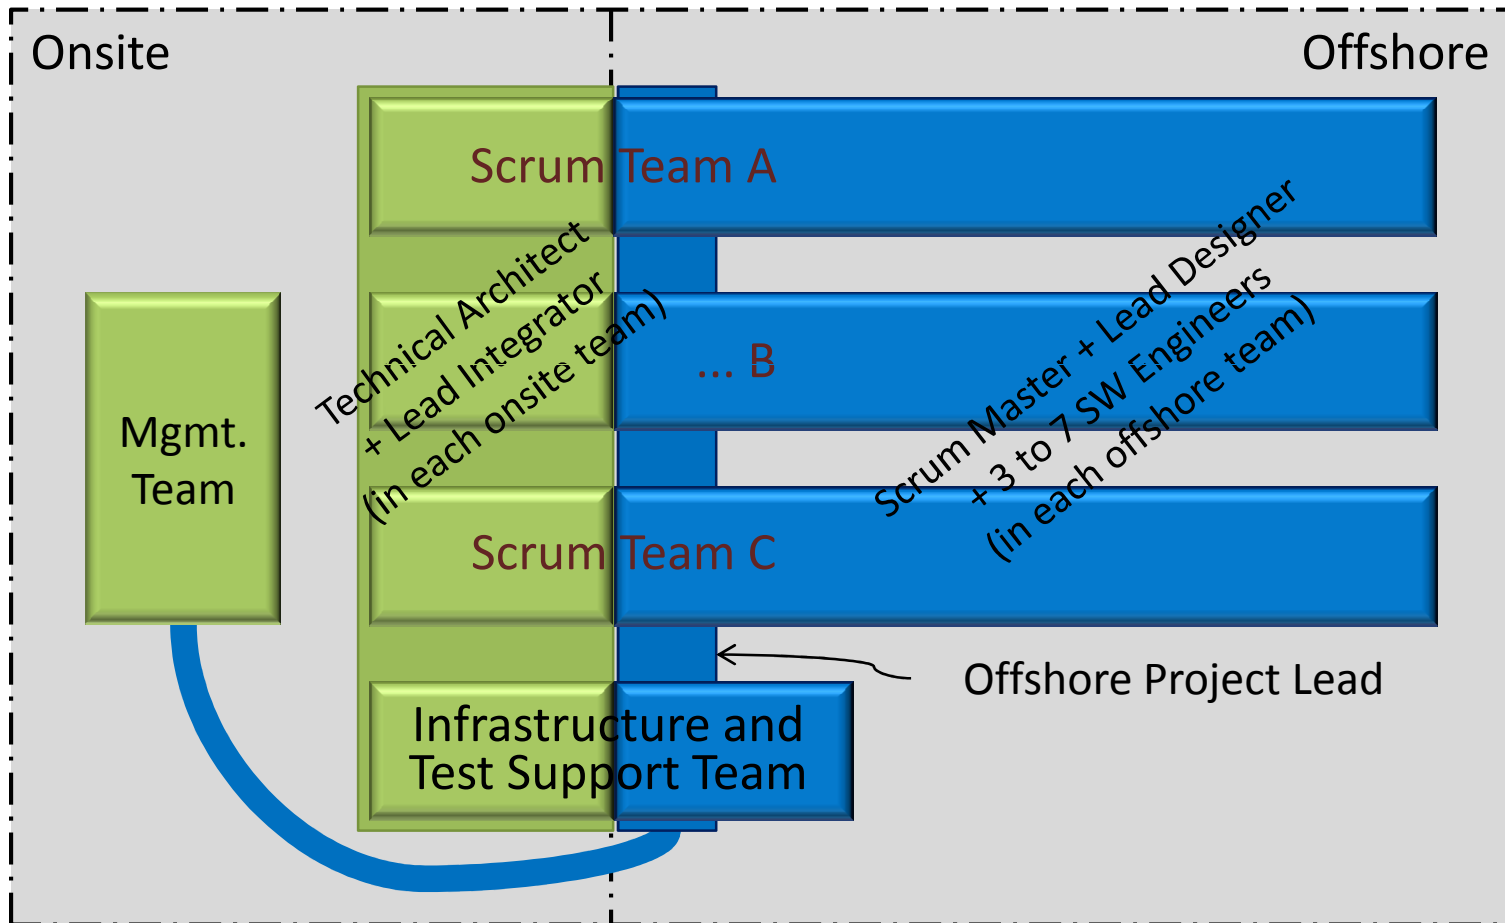 Onsite
Offshore
Scrum Team A
Technical Architect
+ Lead Integrator
(in each onsite team)
Scrum Master + Lead Designer
+ 3 to 7 SW Engineers
(in each offshore team)
... B
Mgmt.
Team
Scrum Team C
Offshore Project Lead
Infrastructure and
Test Support Team